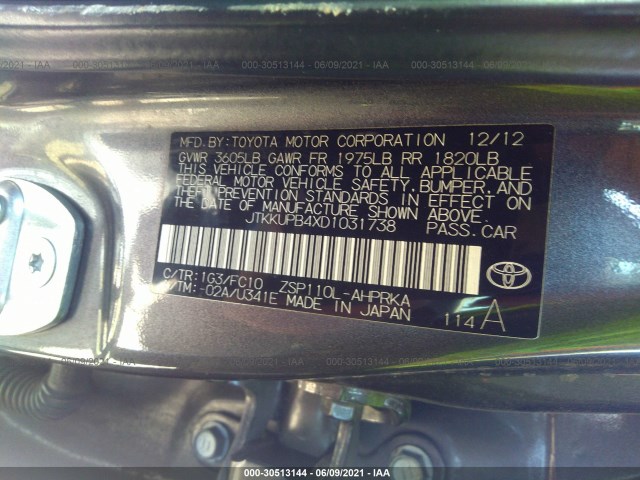 2021 - IAA
000-30513144 - 06/09/2021 - IAA
000-30513144 - 06/09/2021 - IAA
000-30513144 - 06/
MFD.BY:TOYOTA MOTOR CORPORATION 12/12
GVWR 3605LB GAWR FR 1975LB RR 1820LB
THIS VEHICLE CONFORMS TO ALL APPLICABLE
FEDERAL MOTOR VEHICLE SAFETY, BUMPER, AND
THEFT PREVENTION STANDARDS IN EFFECT ON
THE DATE OF MANUFACTURE SHOWN ABOVE.
JTKKUPB4XD1031738 PASS.CAR
C/TR:1G3/FC10 ZSP110L-AHPRKA
/TM:-02A/U341E MADE IN JAPAN 114A
000-30513144 - 06/09/2021 - IAA